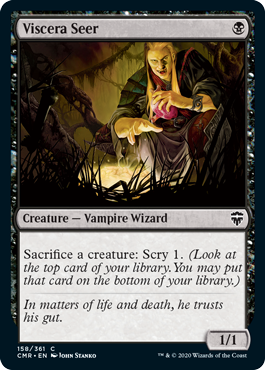 Viscera Seer
Creature — Vampire Wizard
Sacrifice a creature: Scry 1. (Look at
the top card of your library. You may put
that card on the bottom of your library.)
In matters of life and death, he trusts
his gut.
1/1
158/361 C
CMR • EN JOHN STANKO
™ & © 2020 Wizards of the Coast